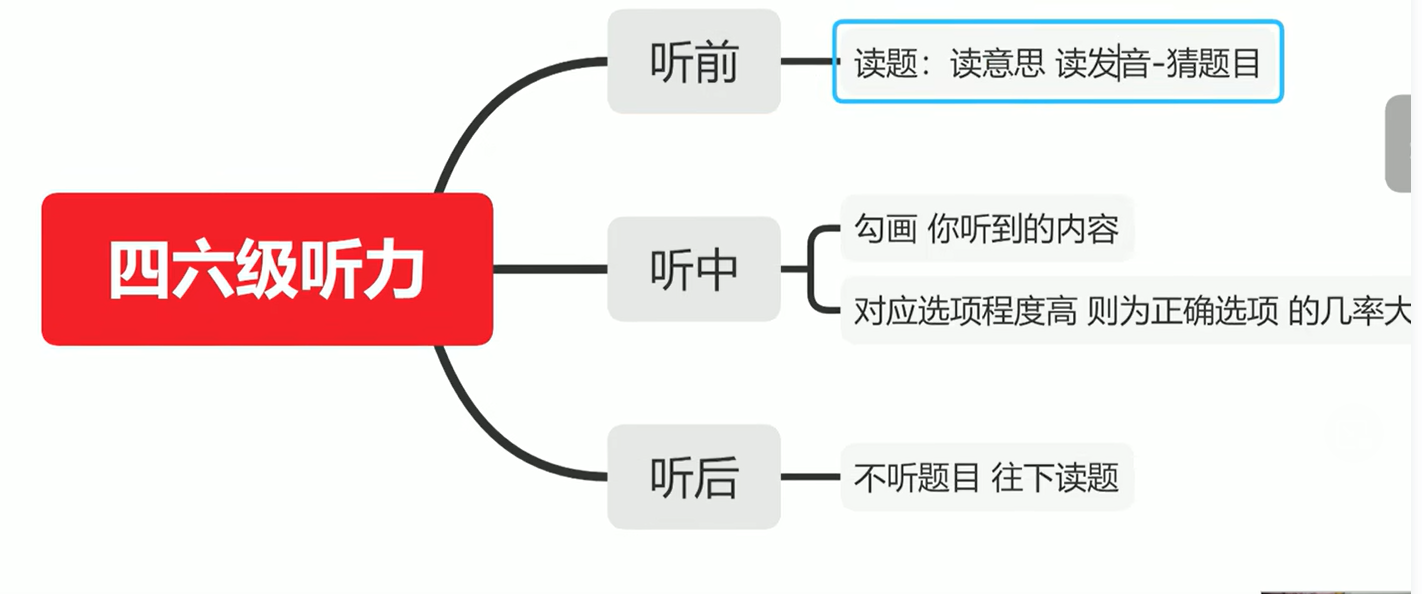 四六级听力
听前
读题：读意思 读发音-猜题目
听中
勾画 你听到的内容
对应选项程度高 则为正确选项 的几率大
听后
不听题目 往下读题